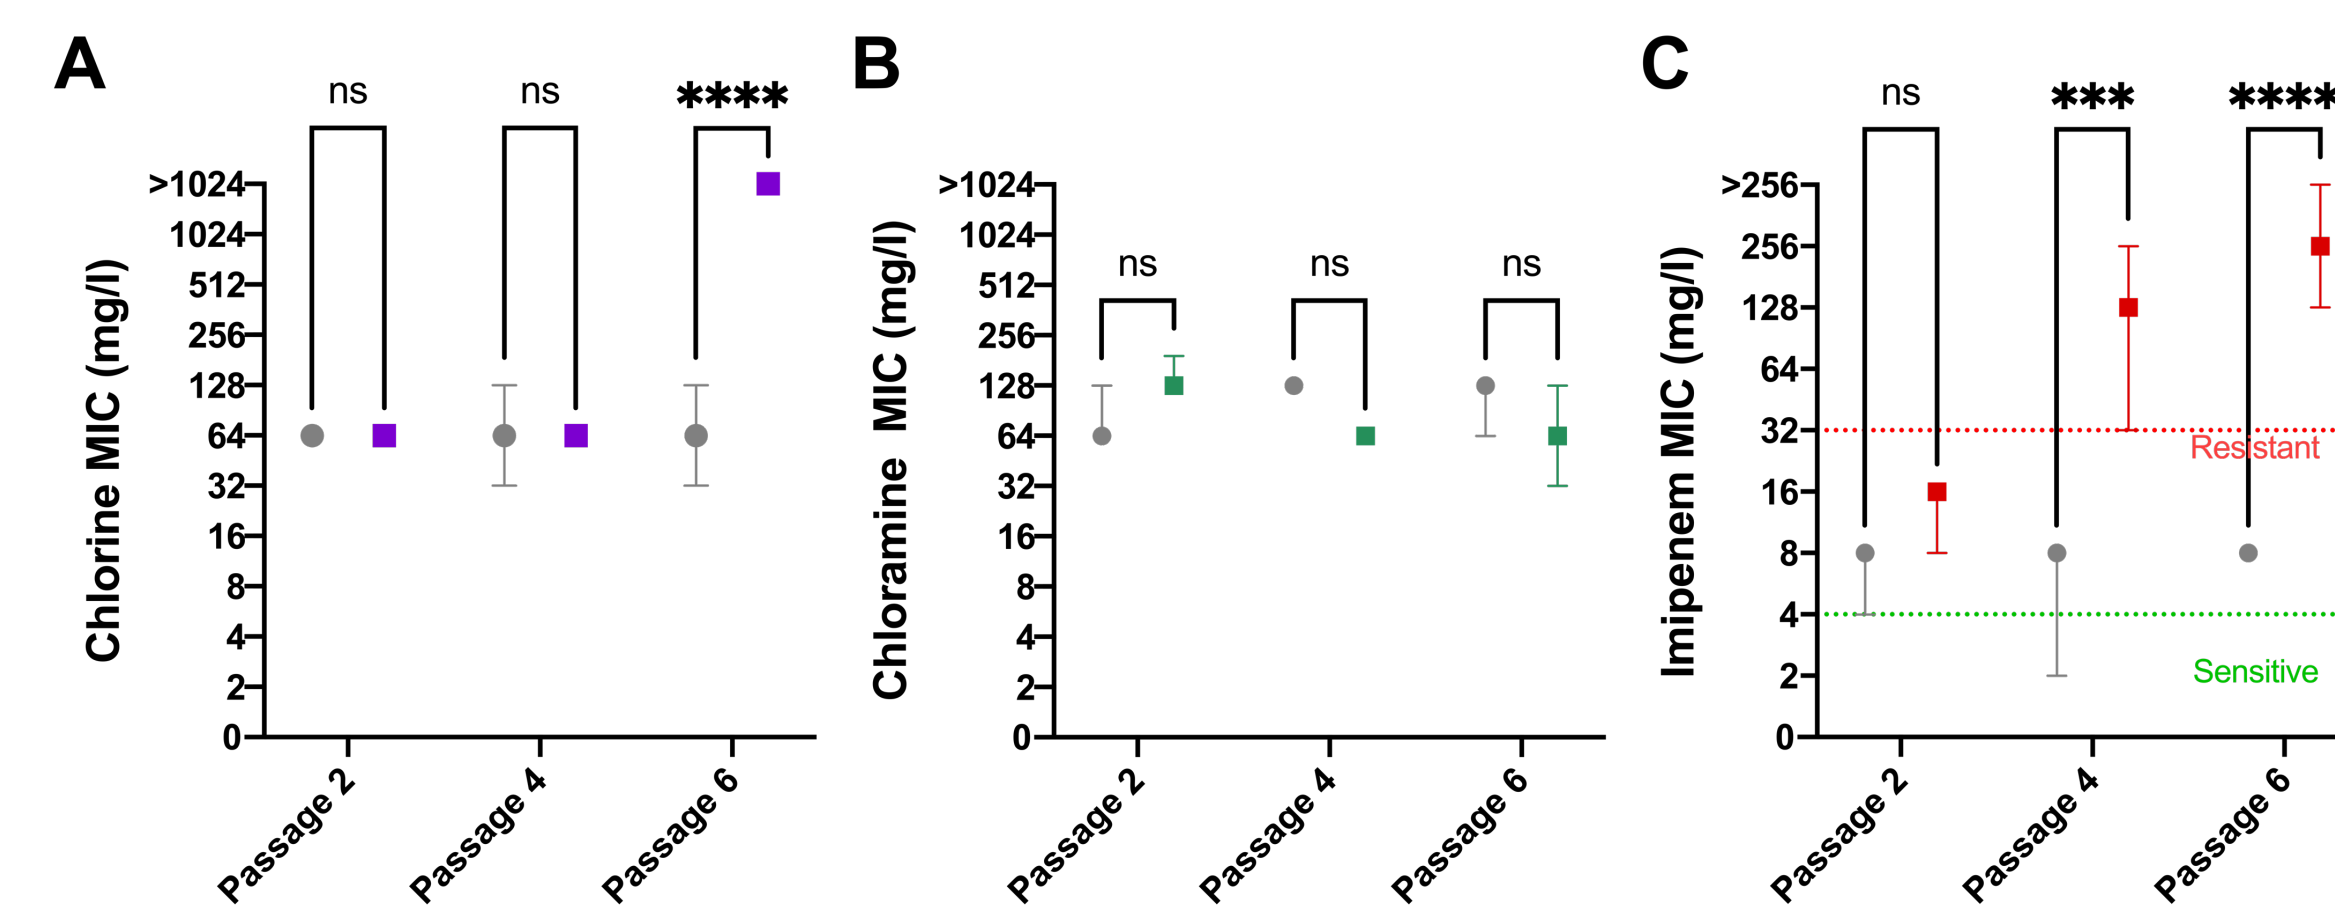 A
Chlorine MIC (mg/l)
ns
ns
****
>1024
1024
512
256
128
64
32
16
8
4
2
0
Passage 2
Passage 4
Passage 6
B
Chloramine MIC (mg/l)
ns
ns
ns
>1024
1024
512
256
128
64
32
16
8
4
2
0
Passage 2
Passage 4
Passage 6
C
Imipenem MIC (mg/l)
ns
***
****
>256
256
128
64
32
16
8
4
2
0
Resistant
Sensitive
Passage 2
Passage 4
Passage 6